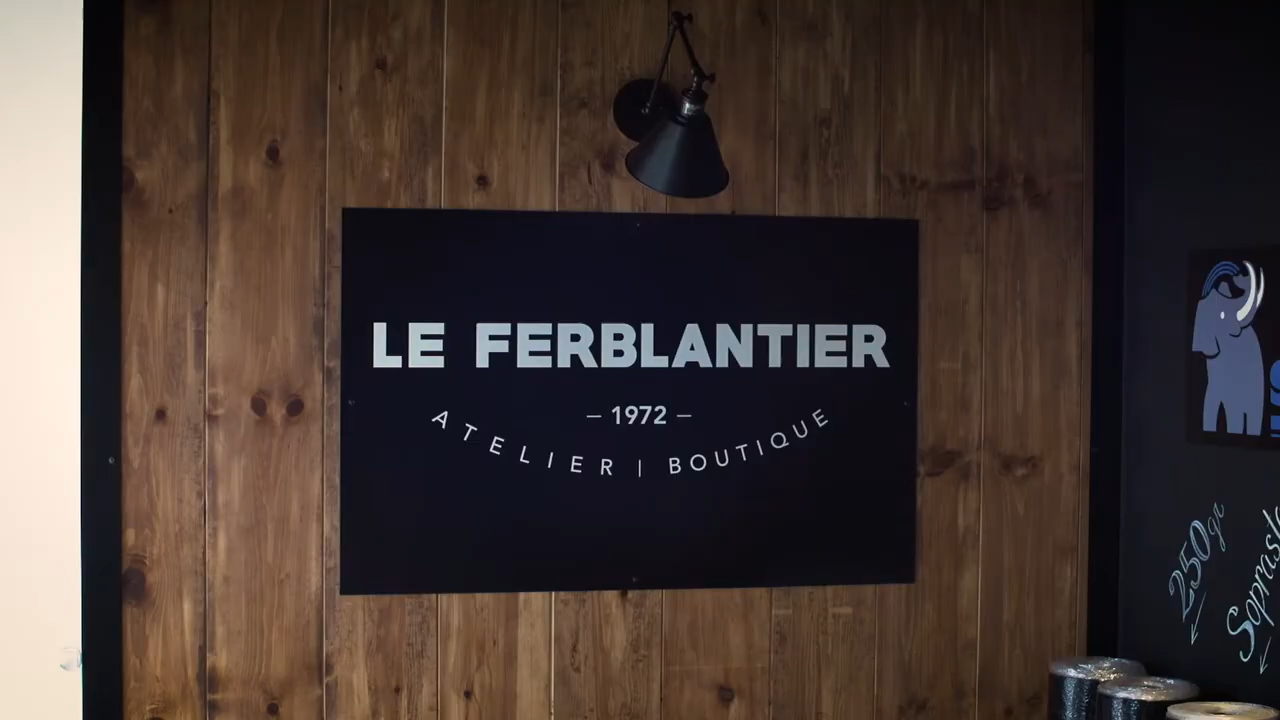 LE FERBLANTIER
– 1972 –
ATELIER | BOUTIQUE
250gr